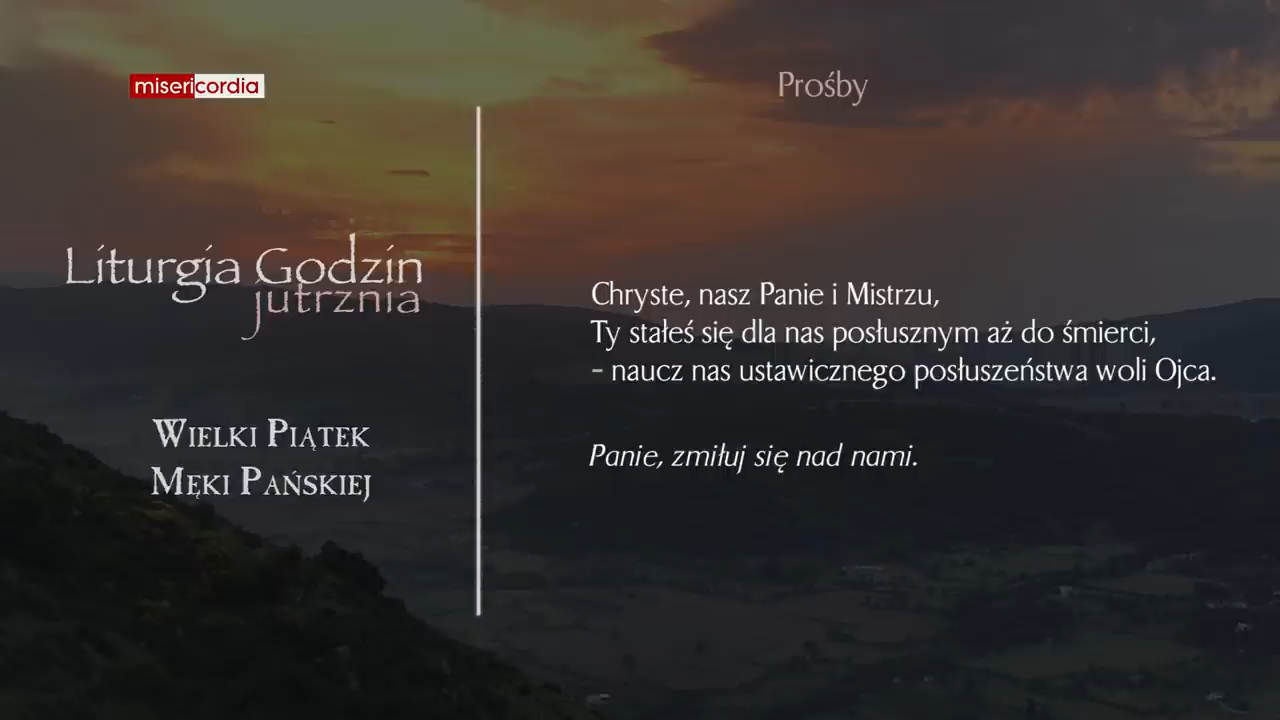 misericordia
Liturgia Godzin
jutrznia
Wielki Piątek
Męki Pańskiej
Prośby
Chryste, nasz Panie i Mistrzu,
Ty stałeś się dla nas posłusznym aż do śmierci,
- naucz nas ustawicznego posłuszeństwa woli Ojca.
Panie, zmiłuj się nad nami.